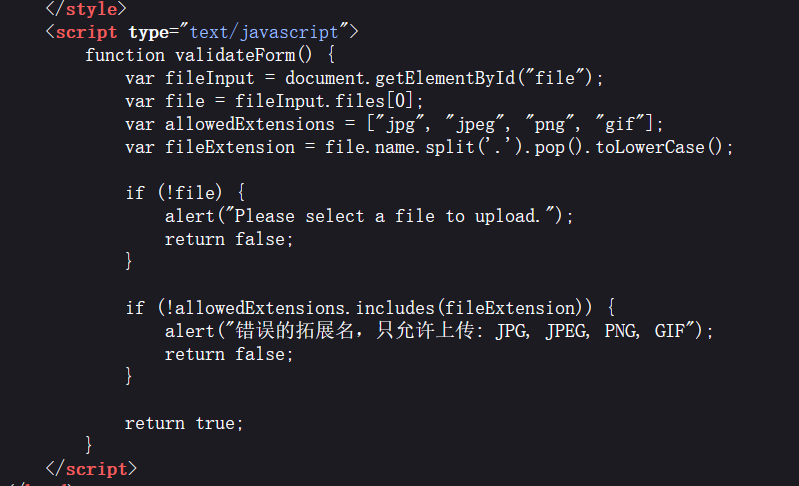 </style>
<script type="text/javascript">
function validateForm() {
var fileInput = document.getElementById("file");
var file = fileInput.files[0];
var allowedExtensions = ["jpg", "jpeg", "png", "gif"];
var fileExtension = file.name.split('.').pop().toLowerCase();
if (!file) {
alert("Please select a file to upload.");
return false;
}
if (!allowedExtensions.includes(fileExtension)) {
alert("错误的拓展名，只允许上传: JPG, JPEG, PNG, GIF");
return false;
}
return true;
}
</script>